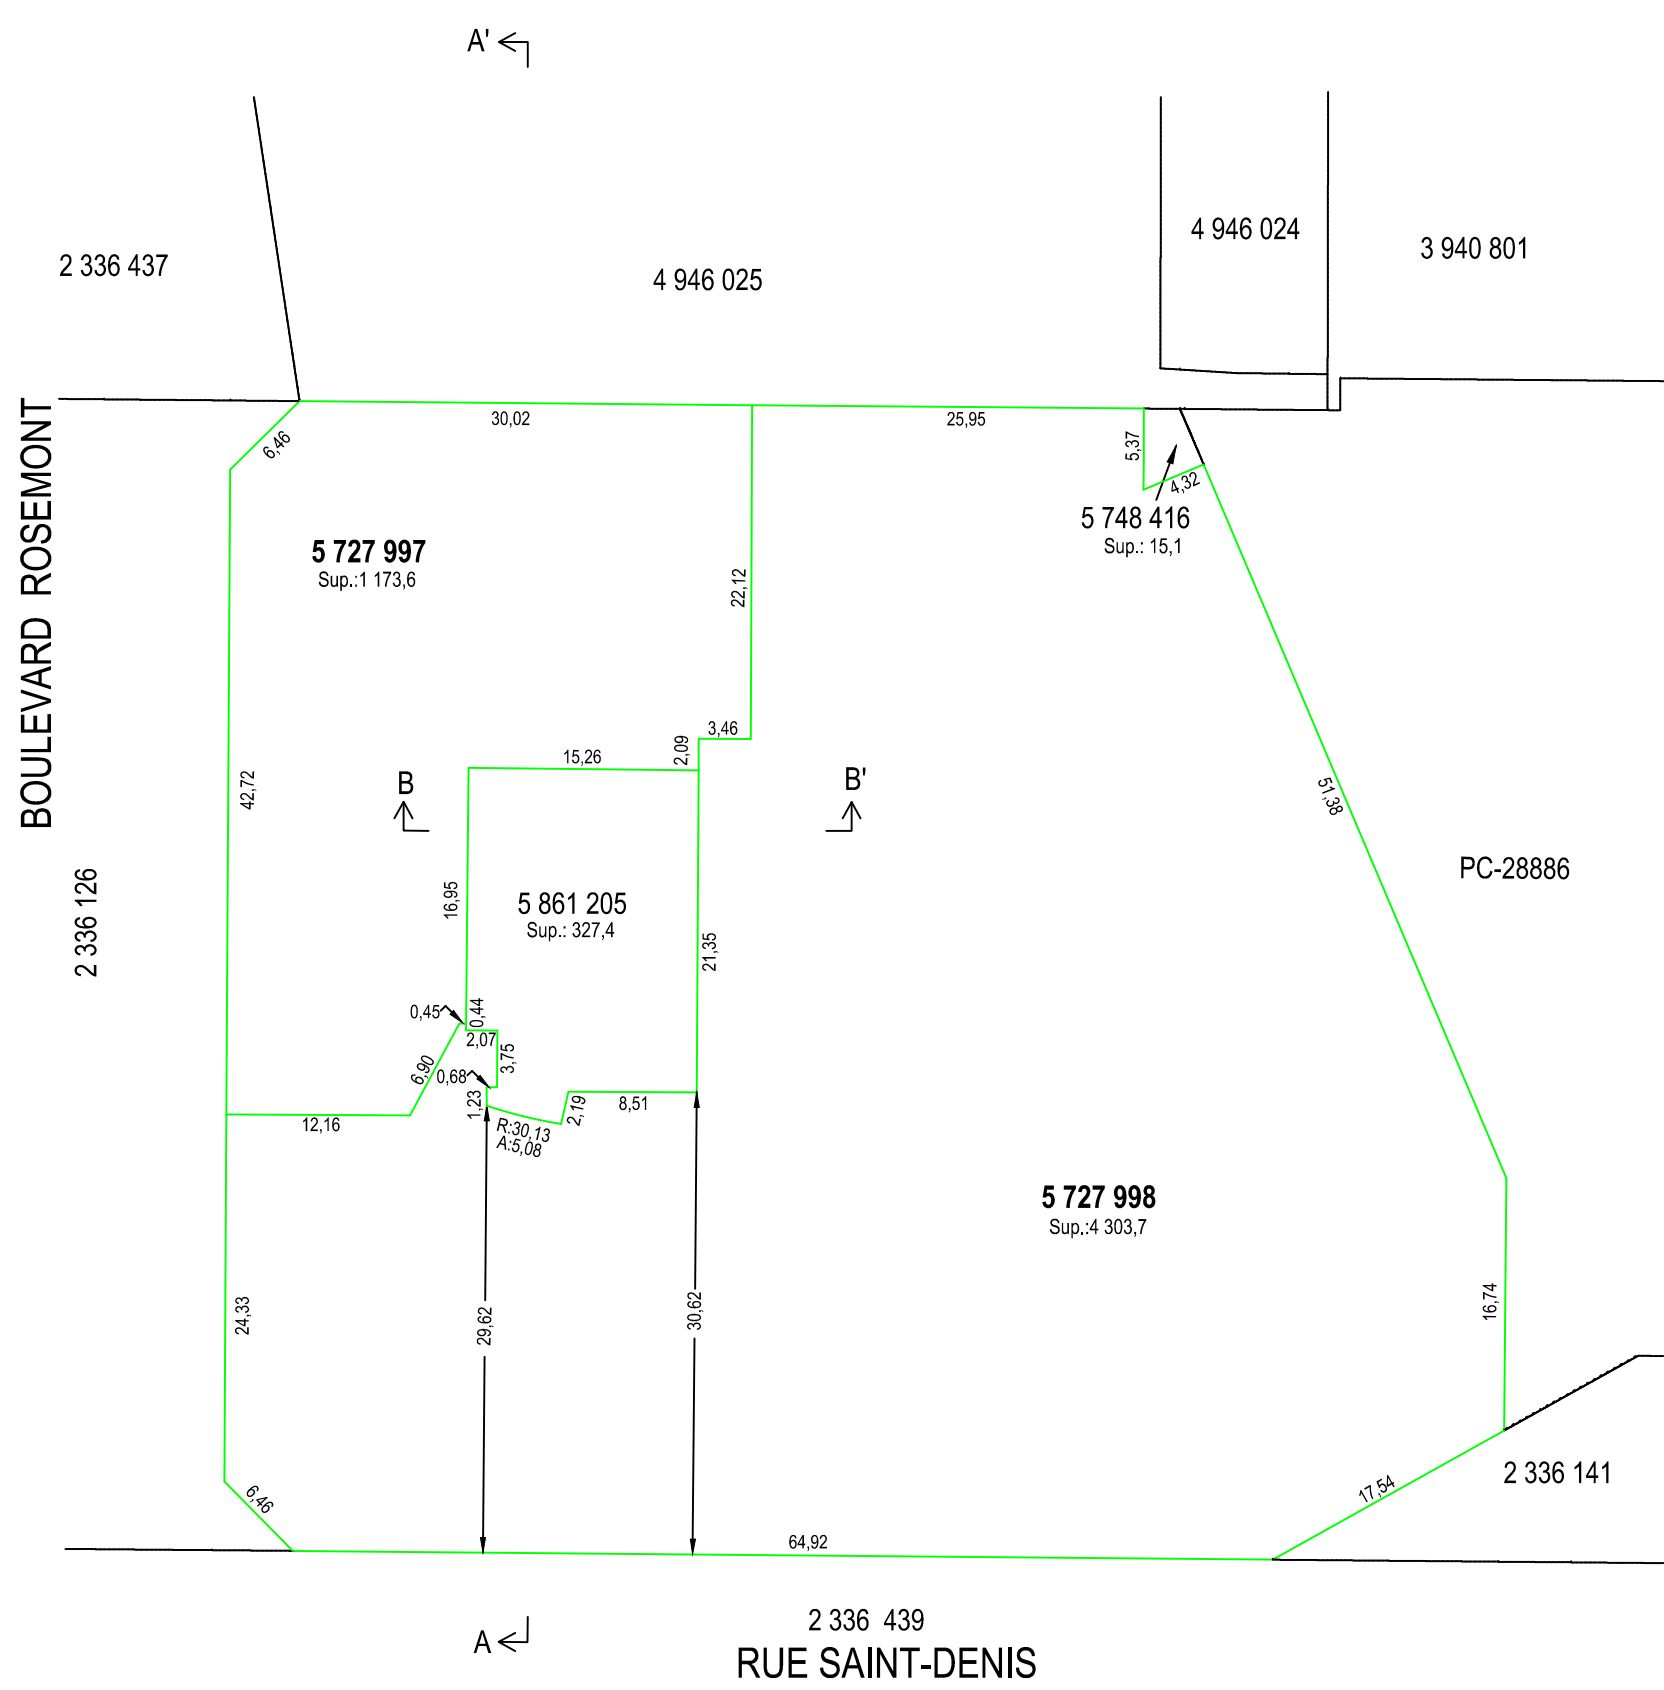 A'
4 946 024
3 940 801
2 336 437
4 946 025
BOULEVARD ROSEMONT
30,02
25,95
6,46
5,37
4,32
5 748 416
Sup.: 15,1
5 727 997
Sup.:1 173,6
22,12
3,46
2,09
15,26
B
B'
42,72
51,38
PC-28886
2 336 126
16,95
5 861 205
Sup.: 327,4
21,35
0,45
0,44
2,07
3,75
6,90
0,68
1,23
2,19
8,51
12,16
R:30,13
A:5,08
5 727 998
Sup.:4 303,7
24,33
29,62
30,62
16,74
6,46
17,54
2 336 141
64,92
2 336 439
A
RUE SAINT-DENIS